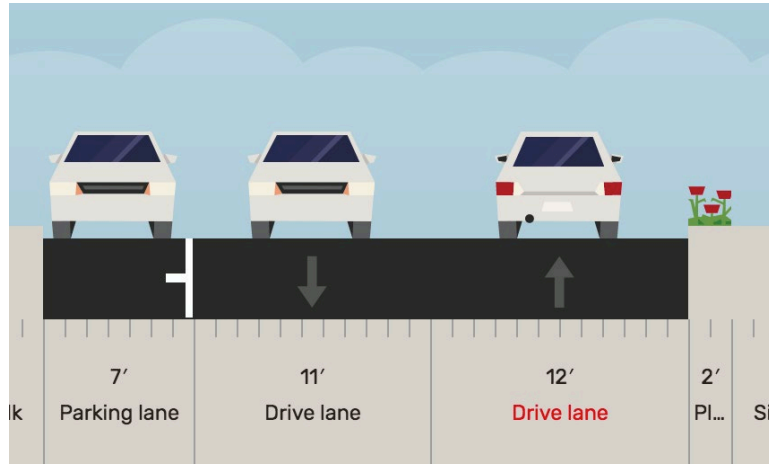 7′
11′
12′
2′
lk
Parking lane
Drive lane
Drive lane
Pl…
Si